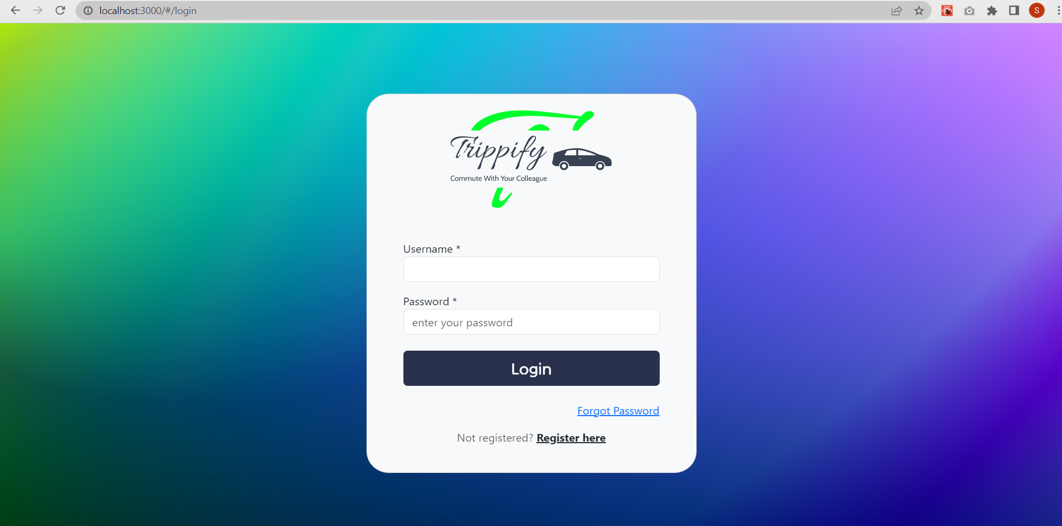 localhost:3000/#/login
S
Trippify
Commute With Your Colleague
Username *
Password *
enter your password
Login
Forgot Password
Not registered? Register here